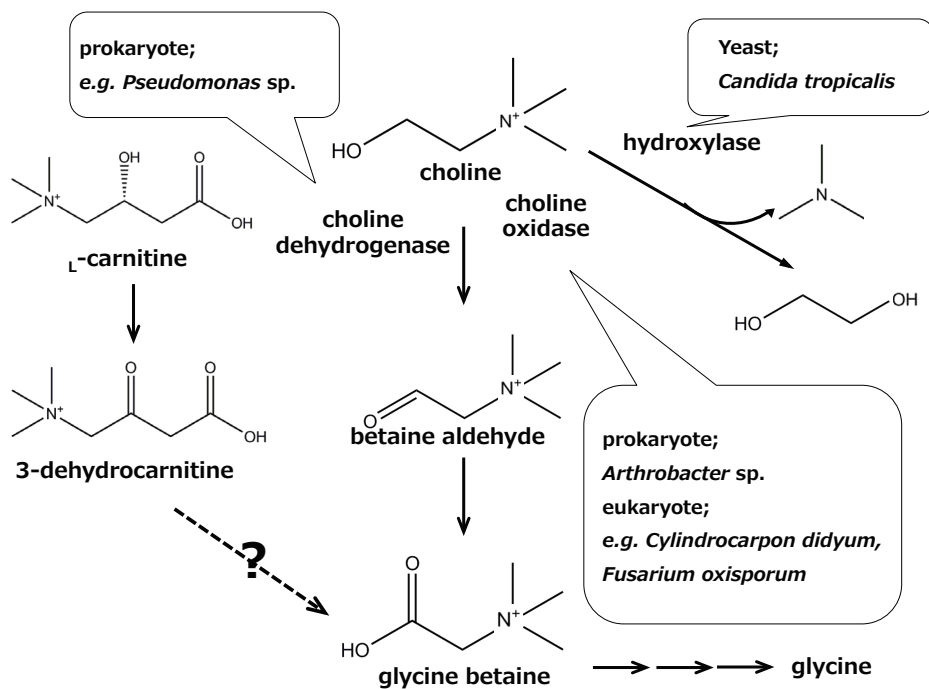 prokaryote;
e.g. Pseudomonas sp.
Yeast;
Candida tropicalis
N+
HO
choline
hydroxylase
N
OH
O
N+
OH
L-carnitine
choline
dehydrogenase
choline
oxidase
HO
OH
O
O
N+
OH
3-dehydrocarnitine
N+
O
betaine aldehyde
prokaryote;
Arthrobacter sp.
eukaryote;
e.g. Cylindrocarpon didyum,
Fusarium oxisporum
?
O
N+
HO
glycine betaine
glycine